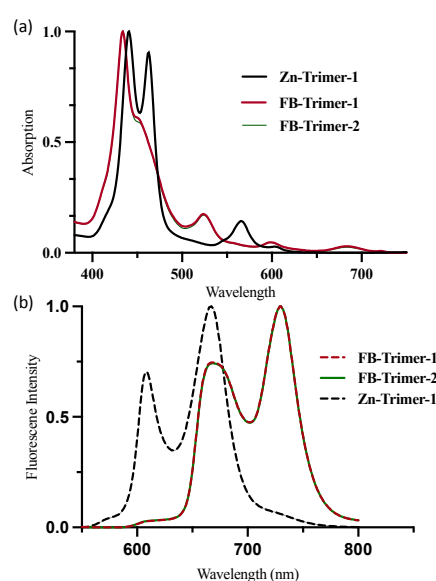 (a)
1.0
0.5
0.0
Absorption
Zn-Trimer-1
FB-Trimer-1
FB-Trimer-2
400 500 600 700
Wavelength
(b)
1.0
0.5
0.0
Fluorescene Intensity
FB-Trimer-1
FB-Trimer-2
Zn-Trimer-1
600 700 800
Wavelength (nm)